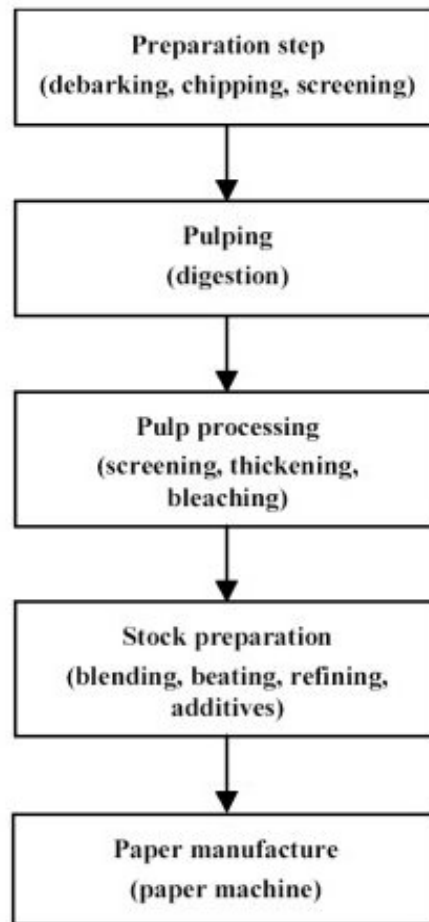 Preparation step
(debarking, chipping, screening)
Pulping
(digestion)
Pulp processing
(screening, thickening,
bleaching)
Stock preparation
(blending, beating, refining,
additives)
Paper manufacture
(paper machine)